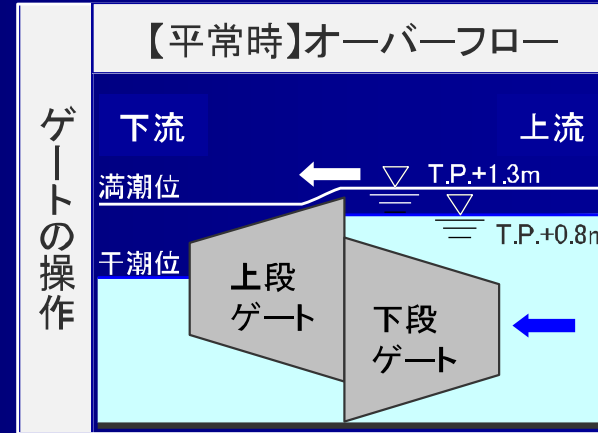 【平常時】オーバーフロー
ゲートの操作
下流
上流
満潮位
T.P.+1.3m
T.P.+0.8m
干潮位
上段
ゲート
下段
ゲート